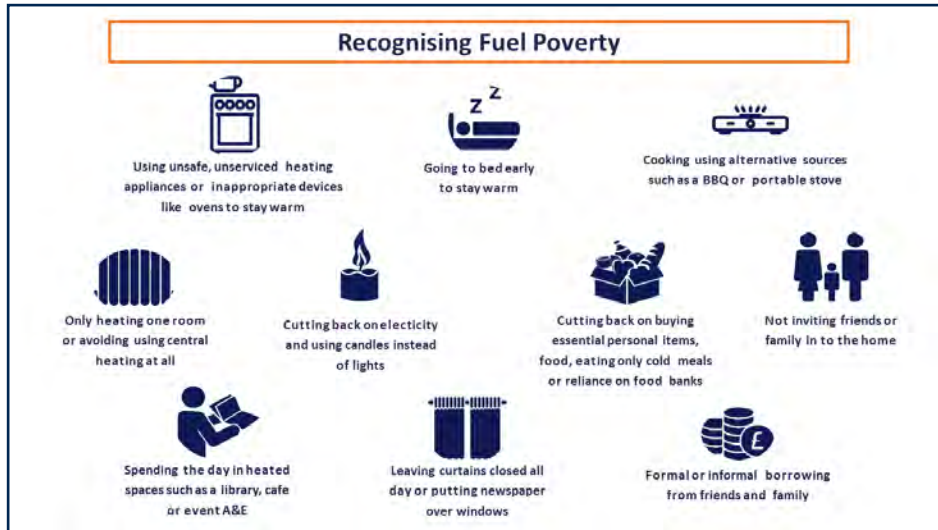 Recognising Fuel Poverty
Z Z
Using unsafe, unserviced heating
appliances or inappropriate devices
like ovens to stay warm
Going to bed early
to stay warm
Cooking using alternative sources
such as a BBQ or portable stove
Only heating one room
or avoiding using central
heating at all
Cutting back on electicity
and using candles instead
of lights
Cutting back on buying
essential personal items,
food, eating only cold meals
or reliance on food banks
Not inviting friends or
family in to the home
Spending the day in heated
spaces such as a library, cafe
or event A&E
Leaving curtains closed all
day or putting newspaper
over windows
£
Formal or informal borrowing
from friends and family